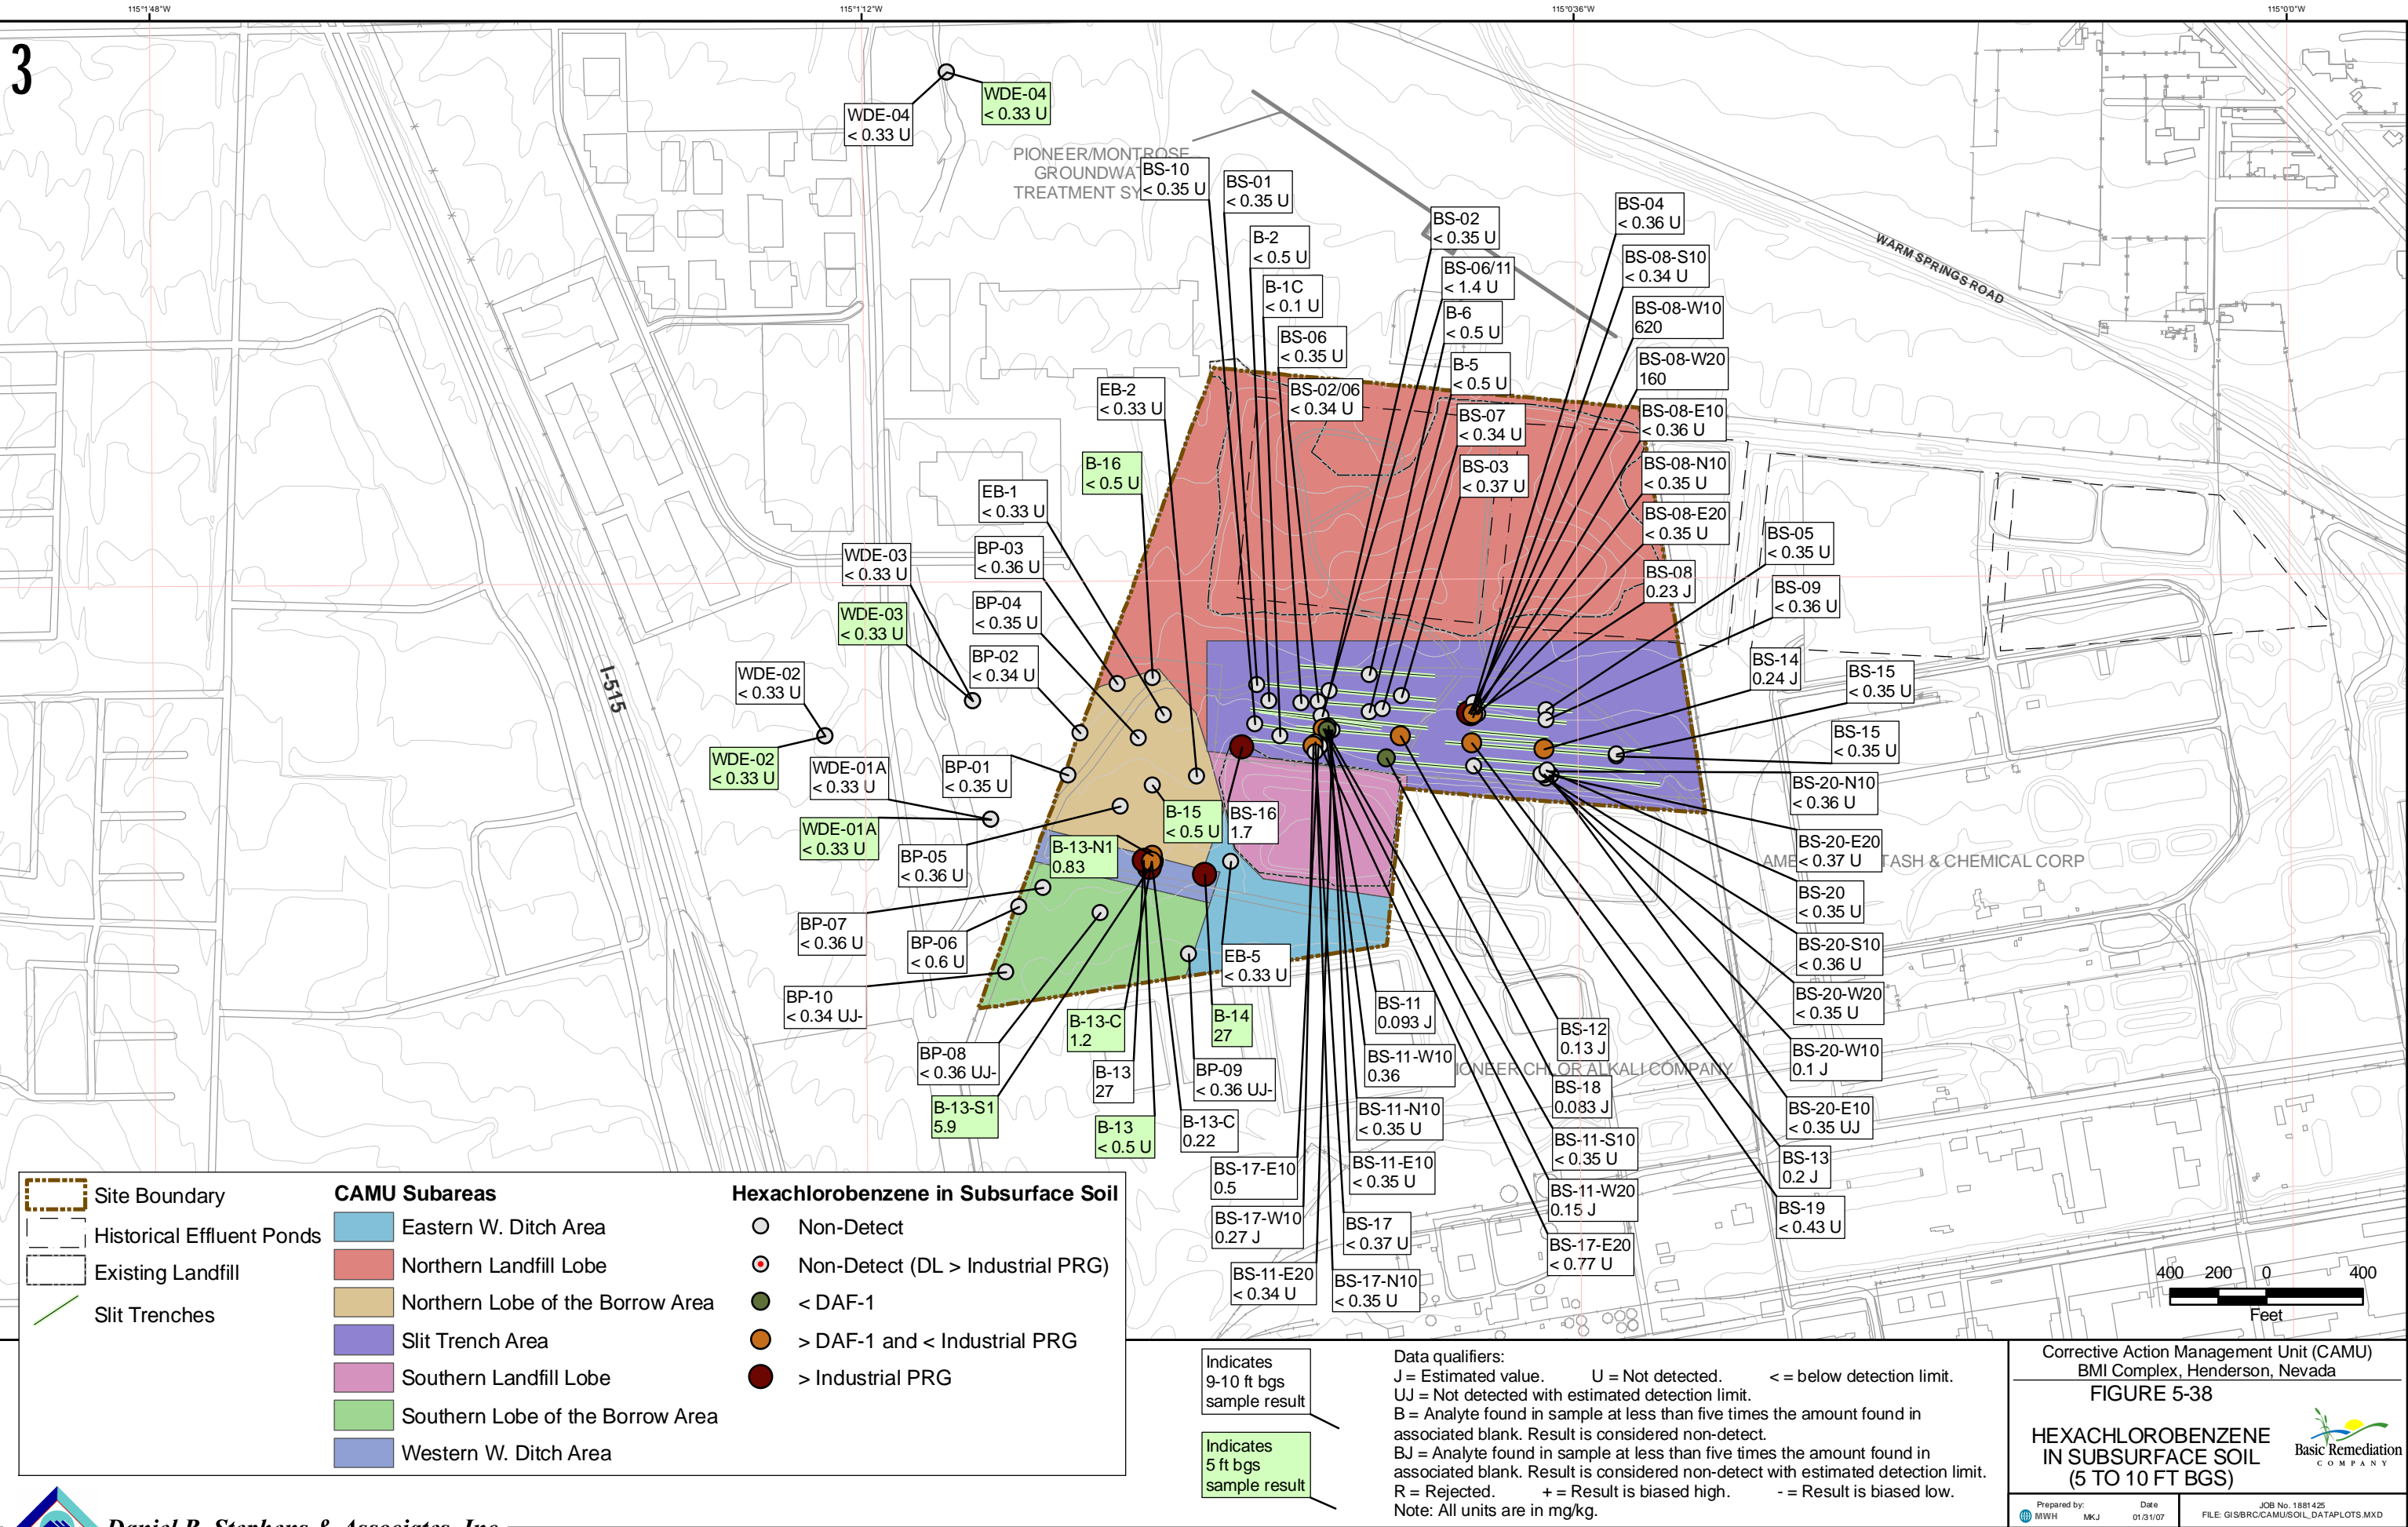 115°1'48"W
115°1'12"W
115°0'36"W
115°0'0"W
3
WDE-04
< 0.33 U
WDE-04
< 0.33 U
PIONEER/MONTROSE
GROUNDWA
TREATMENT SY
BS-10
< 0.35 U
BS-01
< 0.35 U
B-2
< 0.5 U
B-1C
< 0.1 U
BS-06
< 0.35 U
BS-02/06
< 0.34 U
BS-02
< 0.35 U
BS-06/11
< 1.4 U
B-6
< 0.5 U
B-5
< 0.5 U
BS-07
< 0.34 U
BS-03
< 0.37 U
BS-04
< 0.36 U
BS-08-S10
< 0.34 U
BS-08-W10
620
BS-08-W20
160
BS-08-E10
< 0.36 U
BS-08-N10
< 0.35 U
BS-08-E20
< 0.35 U
BS-08
0.23 J
BS-05
< 0.35 U
BS-09
< 0.36 U
BS-14
0.24 J
BS-15
< 0.35 U
BS-15
< 0.35 U
WARM SPRINGS ROAD
I-515
EB-2
< 0.33 U
B-16
< 0.5 U
EB-1
< 0.33 U
BP-03
< 0.36 U
WDE-03
< 0.33 U
BP-04
< 0.35 U
WDE-03
< 0.33 U
BP-02
< 0.34 U
WDE-02
< 0.33 U
WDE-02
< 0.33 U
WDE-01A
< 0.33 U
BP-01
< 0.35 U
WDE-01A
< 0.33 U
BP-05
< 0.36 U
B-13-N1
0.83
B-15
< 0.5 U
BS-16
1.7
BP-07
< 0.36 U
BP-06
< 0.6 U
BP-10
< 0.34 UJ-
BP-08
< 0.36 UJ-
B-13-S1
5.9
B-13-C
1.2
B-13
27
B-13
< 0.5 U
B-13-C
0.22
B-14
27
BP-09
< 0.36 UJ-
EB-5
< 0.33 U
BS-11
0.093 J
BS-11-W10
0.36
BS-11-N10
< 0.35 U
BS-11-E10
< 0.35 U
BS-17-E10
0.5
BS-17-W10
0.27 J
BS-17
< 0.37 U
BS-11-E20
< 0.34 U
BS-17-N10
< 0.35 U
BS-12
0.13 J
IONEER CHLOR ALKALI COMPANY
BS-18
0.083 J
BS-11-S10
< 0.35 U
BS-11-W20
0.15 J
BS-17-E20
< 0.77 U
BS-20-N10
< 0.36 U
BS-20-E20
< 0.37 U
AME
TASH & CHEMICAL CORP
BS-20
< 0.35 U
BS-20-S10
< 0.36 U
BS-20-W20
< 0.35 U
BS-20-W10
0.1 J
BS-20-E10
< 0.35 UJ
BS-13
0.2 J
BS-19
< 0.43 U
400 200 0 400
Feet
Site Boundary
Historical Effluent Ponds
Existing Landfill
Slit Trenches
CAMU Subareas
Eastern W. Ditch Area
Northern Landfill Lobe
Northern Lobe of the Borrow Area
Slit Trench Area
Southern Landfill Lobe
Southern Lobe of the Borrow Area
Western W. Ditch Area
Hexachlorobenzene in Subsurface Soil
Non-Detect
Non-Detect (DL > Industrial PRG)
< DAF-1
> DAF-1 and < Industrial PRG
> Industrial PRG
Indicates
9-10 ft bgs
sample result
Indicates
5 ft bgs
sample result
Data qualifiers:
J = Estimated value. U = Not detected. < = below detection limit.
UJ = Not detected with estimated detection limit.
B = Analyte found in sample at less than five times the amount found in
associated blank. Result is considered non-detect.
BJ = Analyte found in sample at less than five times the amount found in
associated blank. Result is considered non-detect with estimated detection limit.
R = Rejected. + = Result is biased high. - = Result is biased low.
Note: All units are in mg/kg.
Corrective Action Management Unit (CAMU)
BMI Complex, Henderson, Nevada
FIGURE 5-38
HEXACHLOROBENZENE
IN SUBSURFACE SOIL
(5 TO 10 FT BGS)
Basic Remediation
COMPANY
Prepared by:
MWH MKJ
Date
01/31/07
JOB No. 1881425
FILE: GIS/BRC/CAMU/SOIL_DATAPLOTS.MXD
Daniel B. Stephens & Associates, Inc.